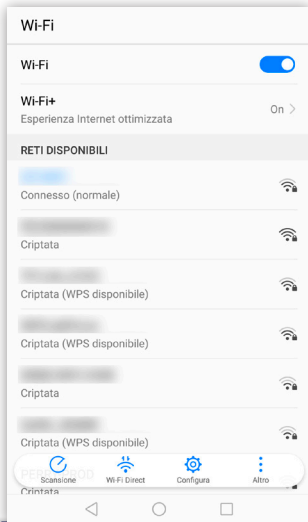 Wi-Fi
Wi-Fi
Wi-Fi+
On
Esperienza Internet ottimizzata
RETI DISPONIBILI
Connesso (normale)
Criptata
Criptata (WPS disponibile)
Criptata (WPS disponibile)
Criptata
Criptata (WPS disponibile)
Scansione Wi-Fi Direct Configura Altro
Criptata